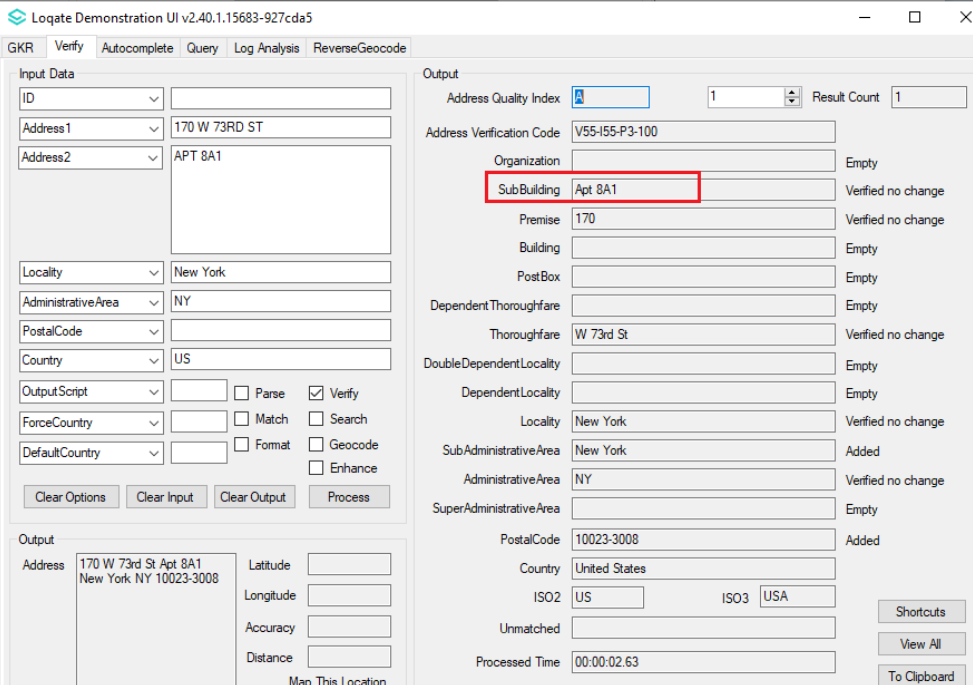 Loqate Demonstration UI v2.40.1.15683-927cda5
GKR Verify Autocomplete Query Log Analysis ReverseGeocode
Input Data
ID
Address1 170 W 73RD ST
Address2 APT 8A1
Locality New York
AdministrativeArea NY
PostalCode
Country US
OutputScript Parse Verify
ForceCountry Match Search
DefaultCountry Format Geocode
Enhance
Clear Options Clear Input Clear Output Process
Output
Address 170 W 73rd St Apt 8A1
New York NY 10023-3008
Latitude
Longitude
Accuracy
Distance
Map This Location
Output
Address Quality Index A 1 Result Count 1
Address Verification Code V55-I55-P3-100
Organization Empty
SubBuilding Apt 8A1 Verified no change
Premise 170 Verified no change
Building Empty
PostBox Empty
DependentThoroughfare Empty
Thoroughfare W 73rd St Verified no change
DoubleDependentLocality Empty
DependentLocality Empty
Locality New York Verified no change
SubAdministrativeArea New York Added
AdministrativeArea NY Verified no change
SuperAdministrativeArea Empty
PostalCode 10023-3008 Added
Country United States
ISO2 US ISO3 USA
Unmatched
Processed Time 00:00:02.63
Shortcuts
View All
To Clipboard